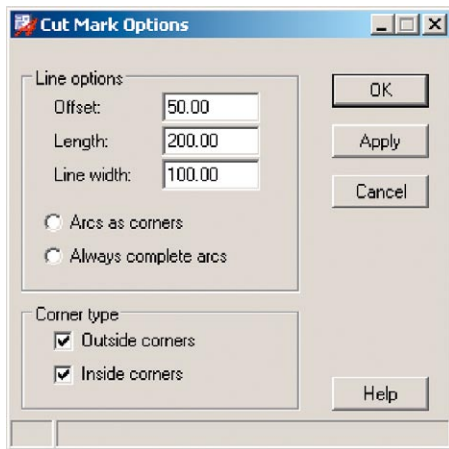 Cut Mark Options
Line options
Offset: 50.00
Length: 200.00
Line width: 100.00
Arcs as corners
Always complete arcs
Corner type
Outside corners
Inside corners
OK
Apply
Cancel
Help